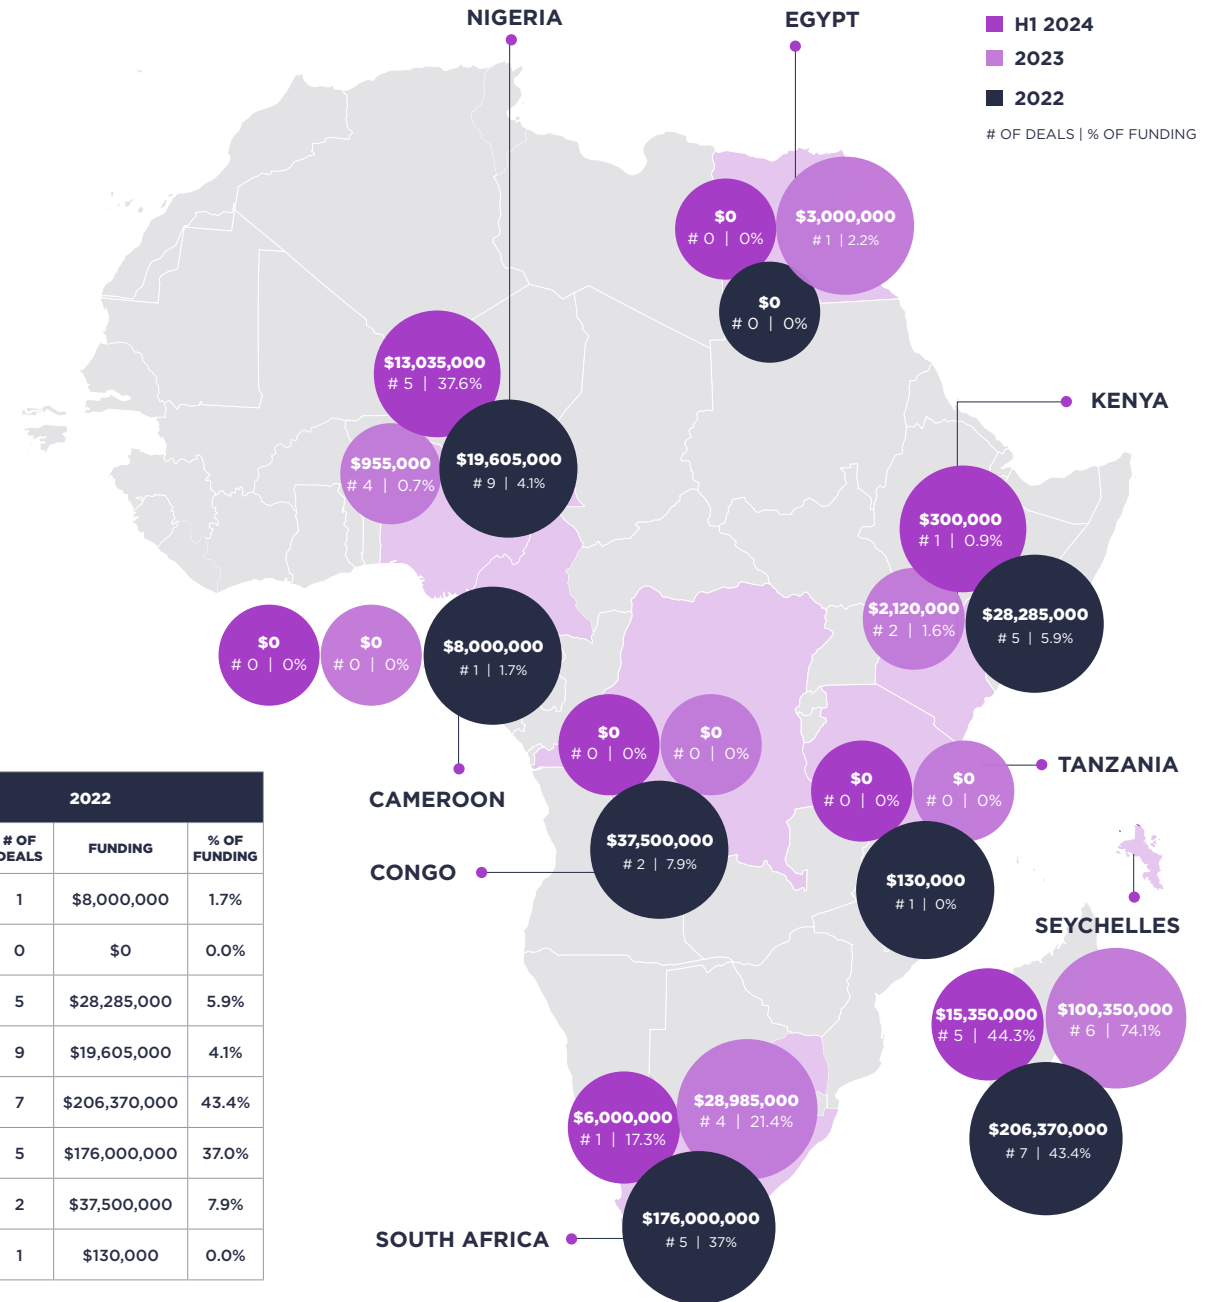 NIGERIA
EGYPT
H1 2024
2023
2022
# OF DEALS | % OF FUNDING
$0
# 0 | 0%
$3,000,000
# 1 | 2.2%
$0
# 0 | 0%
$13,035,000
# 5 | 37.6%
$955,000
# 4 | 0.7%
$19,605,000
# 9 | 4.1%
KENYA
$300,000
# 1 | 0.9%
$2,120,000
# 2 | 1.6%
$28,285,000
# 5 | 5.9%
$0
# 0 | 0%
$0
# 0 | 0%
$8,000,000
# 1 | 1.7%
CAMEROON
$0
# 0 | 0%
$0
# 0 | 0%
$37,500,000
# 2 | 7.9%
CONGO
$0
# 0 | 0%
$0
# 0 | 0%
$130,000
# 1 | 0%
TANZANIA
SEYCHELLES
$15,350,000
# 5 | 44.3%
$100,350,000
# 6 | 74.1%
$206,370,000
# 7 | 43.4%
$6,000,000
# 1 | 17.3%
$28,985,000
# 4 | 21.4%
$176,000,000
# 5 | 37%
SOUTH AFRICA
2022
# OF DEALS FUNDING % OF FUNDING
1 $8,000,000 1.7%
0 $0 0.0%
5 $28,285,000 5.9%
9 $19,605,000 4.1%
7 $206,370,000 43.4%
5 $176,000,000 37.0%
2 $37,500,000 7.9%
1 $130,000 0.0%